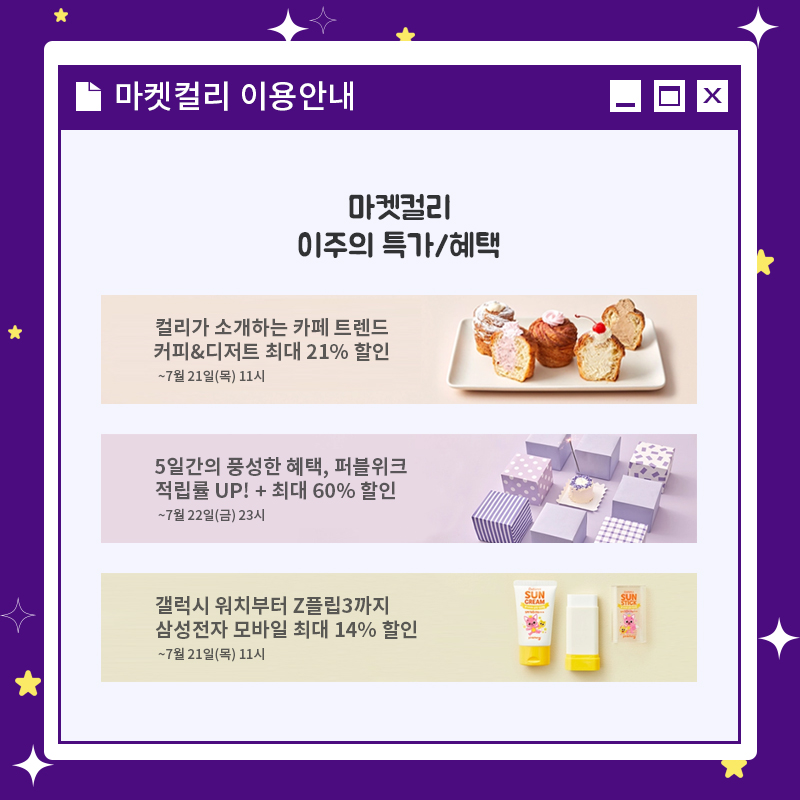 마켓컬리 이용안내
마켓컬리
이주의 특가/혜택
컬리가 소개하는 카페 트렌드
커피&디저트 최대 21% 할인
~7월 21일(목) 11시
5일간의 풍성한 혜택, 퍼블위크
적립률 UP! + 최대 60% 할인
~7월 22일(금) 23시
갤럭시 워치부터 Z플립3까지
삼성전자 모바일 최대 14% 할인
~7월 21일(목) 11시
SUN
CREAM
SUN
STICK